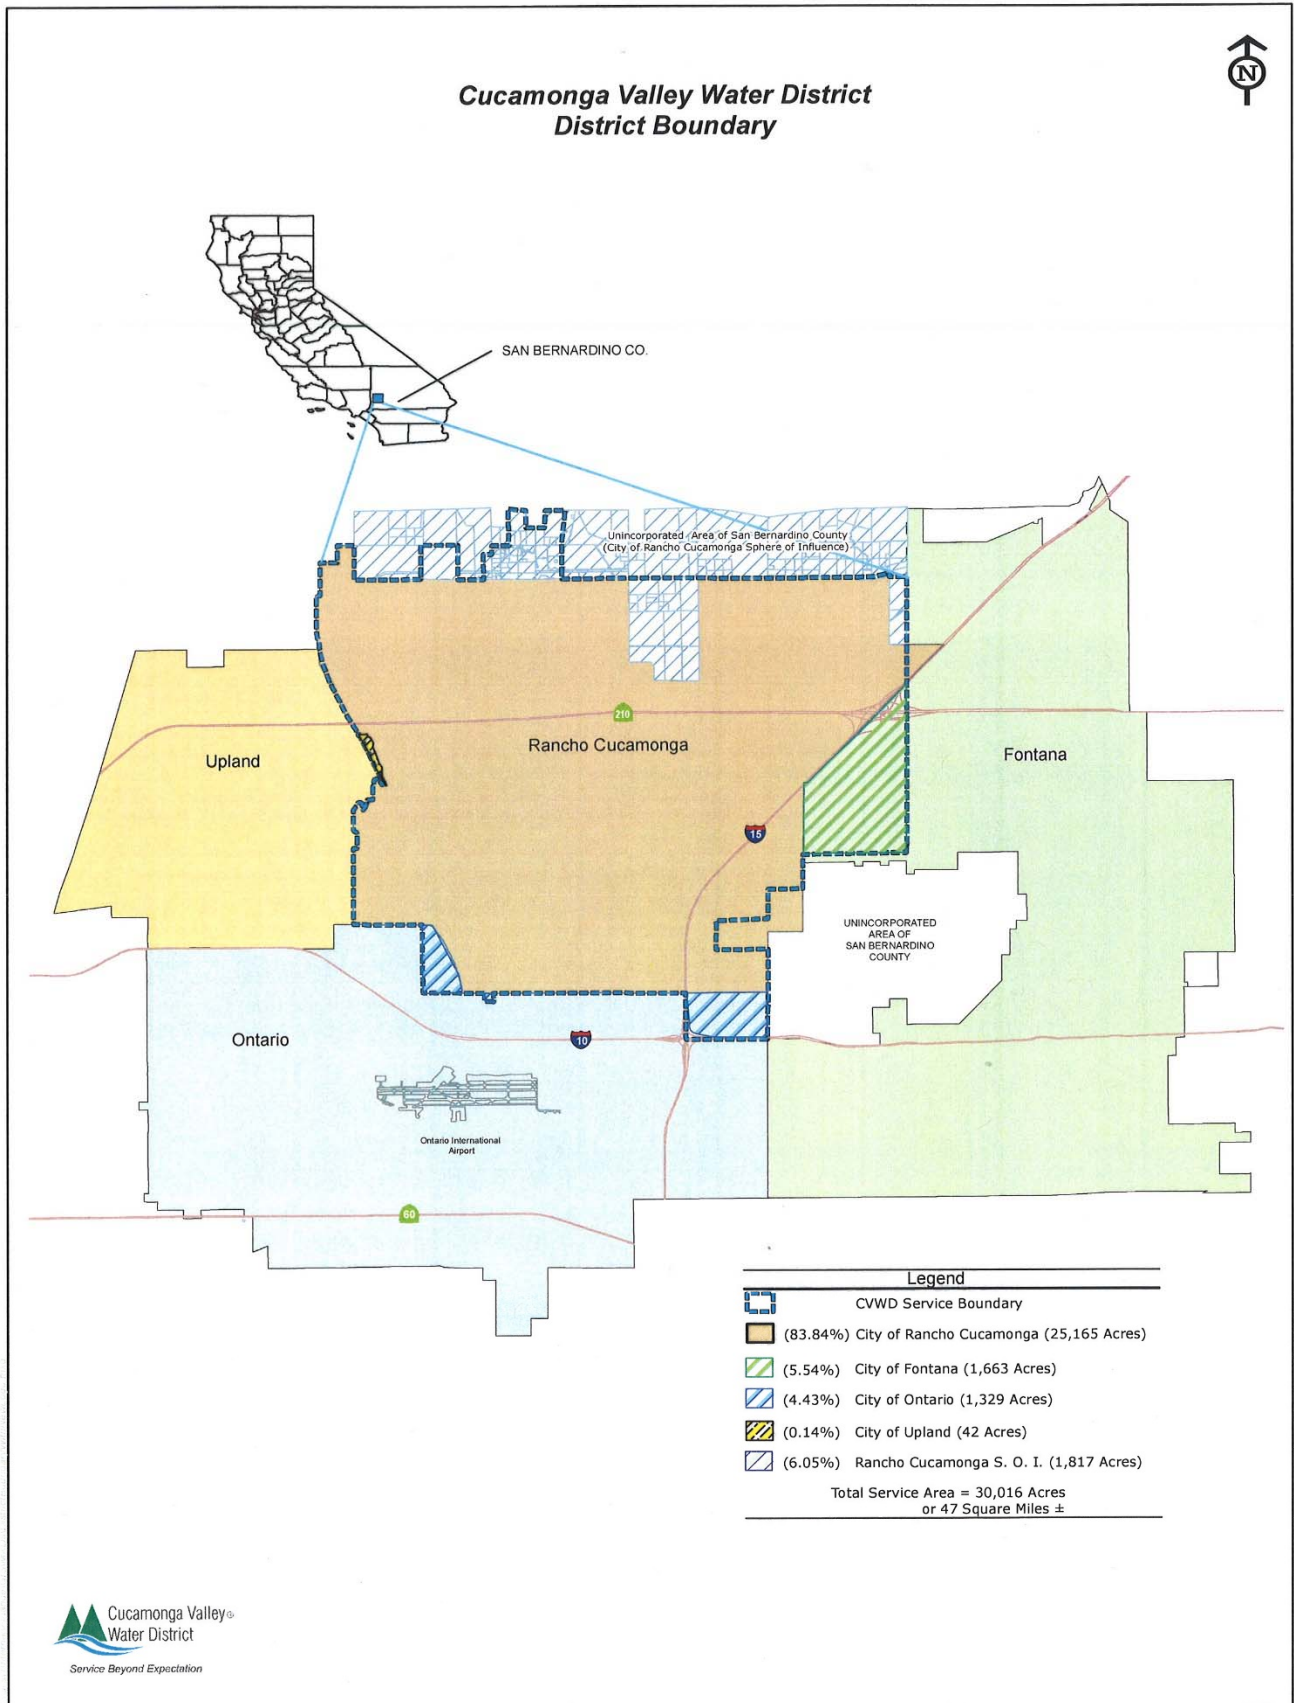 Cucamonga Valley Water District
District Boundary
N
SAN BERNARDINO CO.
Unincorporated Area of San Bernardino County
(City of Rancho Cucamonga Sphere of Influence)
210
Rancho Cucamonga
Upland
Fontana
15
UNINCORPORATED
AREA OF
SAN BERNARDINO
COUNTY
Ontario
10
Ontario International
Airport
60
Legend
CVWD Service Boundary
(83.84%) City of Rancho Cucamonga (25,165 Acres)
(5.54%) City of Fontana (1,663 Acres)
(4.43%) City of Ontario (1,329 Acres)
(0.14%) City of Upland (42 Acres)
(6.05%) Rancho Cucamonga S. O. I. (1,817 Acres)
Total Service Area = 30,016 Acres
or 47 Square Miles ±
Cucamonga Valley
Water District
Service Beyond Expectation